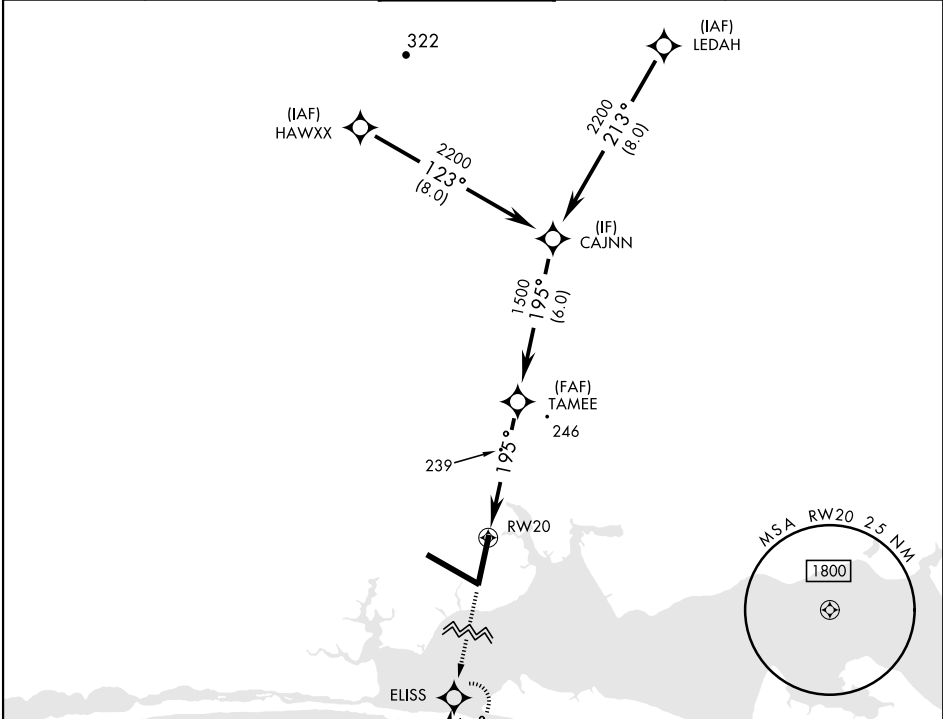 322
(IAF)
LEDAH
(IAF)
HAWXX
2200
213°
(8.0)
2200
123°
(8.0)
(IF)
CAJNN
1500
195°
(6.0)
(FAF)
TAMEE
246
239
195°
RW20
MSA RW20 25 NM
1800
ELISS